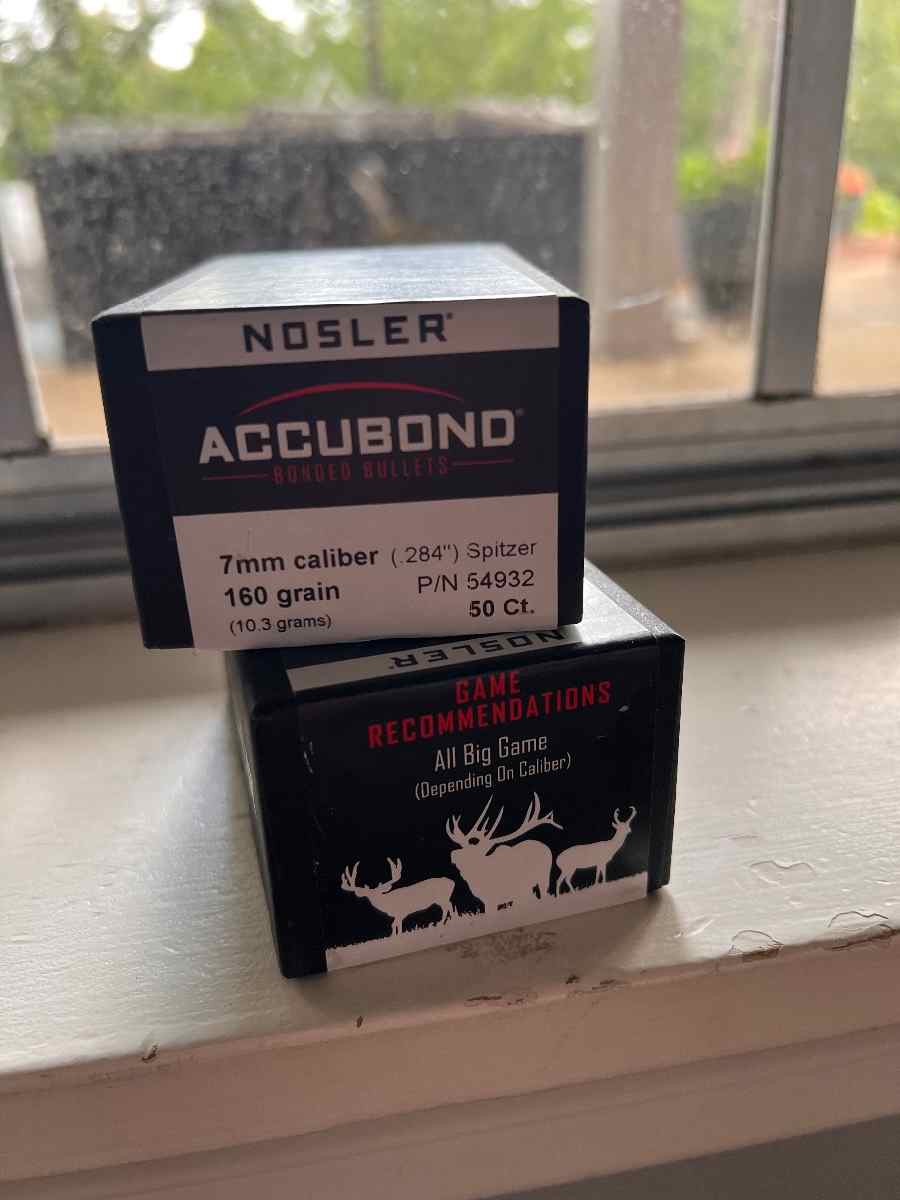 NOSLER®
ACCUBOND®
BONDED BULLETS
7mm caliber (.284") Spitzer
160 grain P/N 54932
(10.3 grams) 50 Ct.
NOSLER®
GAME
RECOMMENDATIONS
All Big Game
(Depending On Caliber)